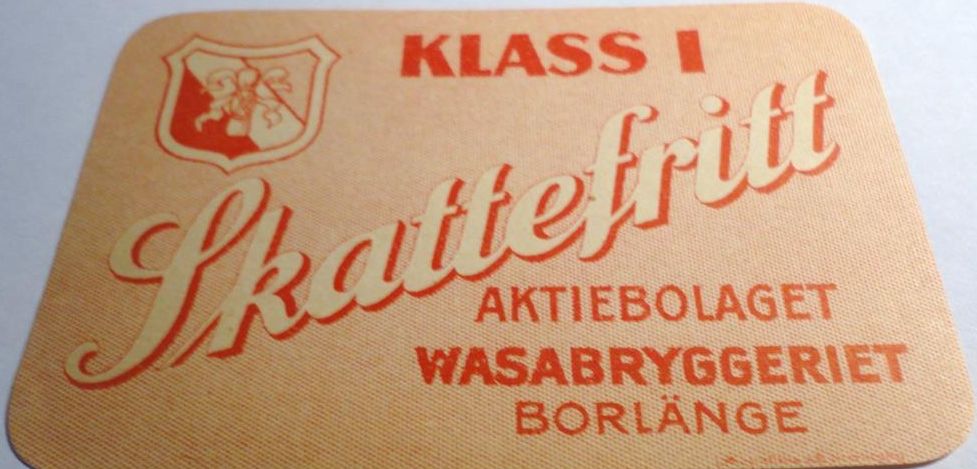 KLASS I
Skattefritt
AKTIEBOLAGET
WASABRYGGERIET
BORLÄNGE